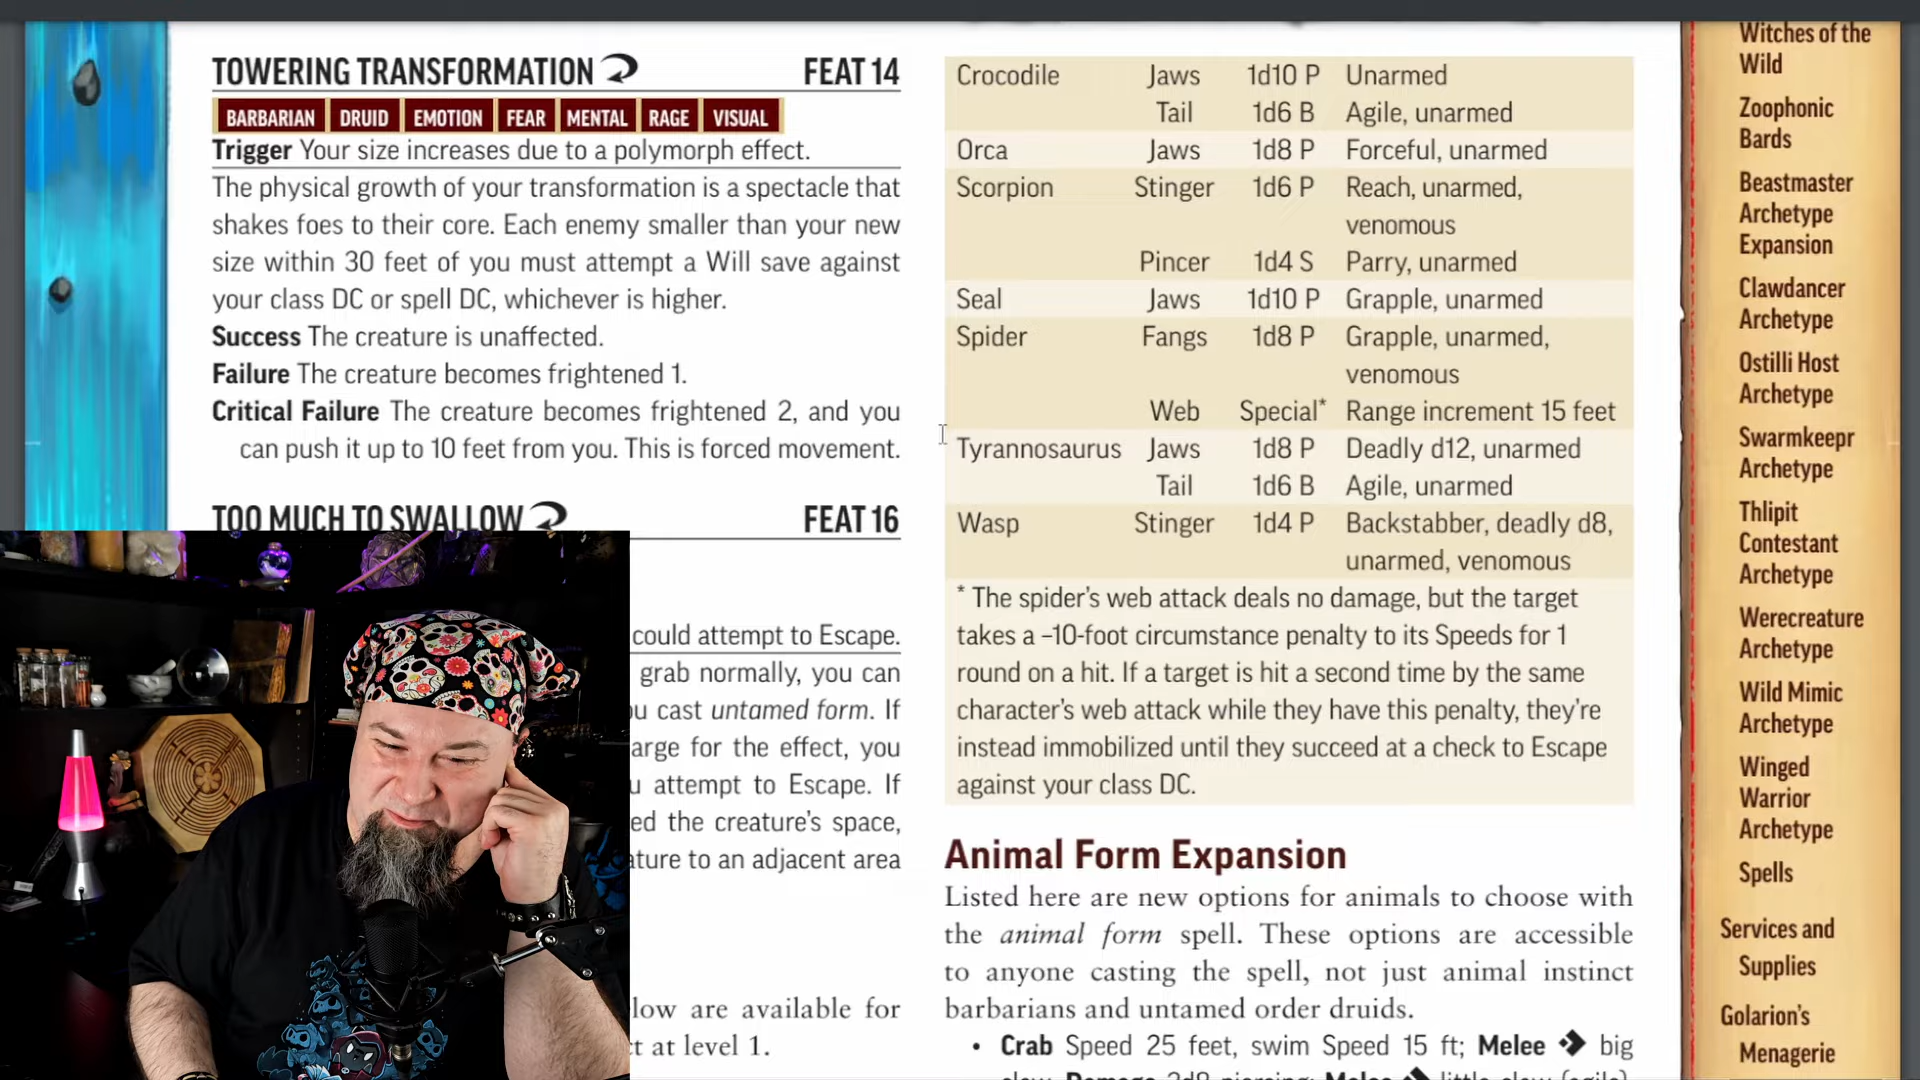 TOWERING TRANSFORMATION FEAT 14
BARBARIAN DRUID EMOTION FEAR MENTAL RAGE VISUAL
Trigger Your size increases due to a polymorph effect.
The physical growth of your transformation is a spectacle that
shakes foes to their core. Each enemy smaller than your new
size within 30 feet of you must attempt a Will save against
your class DC or spell DC, whichever is higher.
Success The creature is unaffected.
Failure The creature becomes frightened 1.
Critical Failure The creature becomes frightened 2, and you
can push it up to 10 feet from you. This is forced movement.
TOO MUCH TO SWALLOW FEAT 16
could attempt to Escape.
grab normally, you can
cast untamed form. If
for the effect, you
attempt to Escape. If
the creature's space,
to an adjacent area
are available for
at level 1.
Crocodile Jaws 1d10 P Unarmed
Tail 1d6 B Agile, unarmed
Orca Jaws 1d8 P Forceful, unarmed
Scorpion Stinger 1d6 P Reach, unarmed,
venomous
Pincer 1d4 S Parry, unarmed
Seal Jaws 1d10 P Grapple, unarmed
Spider Fangs 1d8 P Grapple, unarmed,
venomous
Web Special* Range increment 15 feet
Tyrannosaurus Jaws 1d8 P Deadly d12, unarmed
Tail 1d6 B Agile, unarmed
Wasp Stinger 1d4 P Backstabber, deadly d8,
unarmed, venomous
* The spider's web attack deals no damage, but the target
takes a –10-foot circumstance penalty to its Speeds for 1
round on a hit. If a target is hit a second time by the same
character's web attack while they have this penalty, they're
instead immobilized until they succeed at a check to Escape
against your class DC.
Animal Form Expansion
Listed here are new options for animals to choose with
the animal form spell. These options are accessible
to anyone casting the spell, not just animal instinct
barbarians and untamed order druids.
• Crab Speed 25 feet, swim Speed 15 ft; Melee big
Witches of the
Wild
Zoophonic
Bards
Beastmaster
Archetype
Expansion
Clawdancer
Archetype
Ostilli Host
Archetype
Swarmkeepr
Archetype
Thlipit
Contestant
Archetype
Werecreature
Archetype
Wild Mimic
Archetype
Winged
Warrior
Archetype
Spells
Services and
Supplies
Golarion's
Menagerie